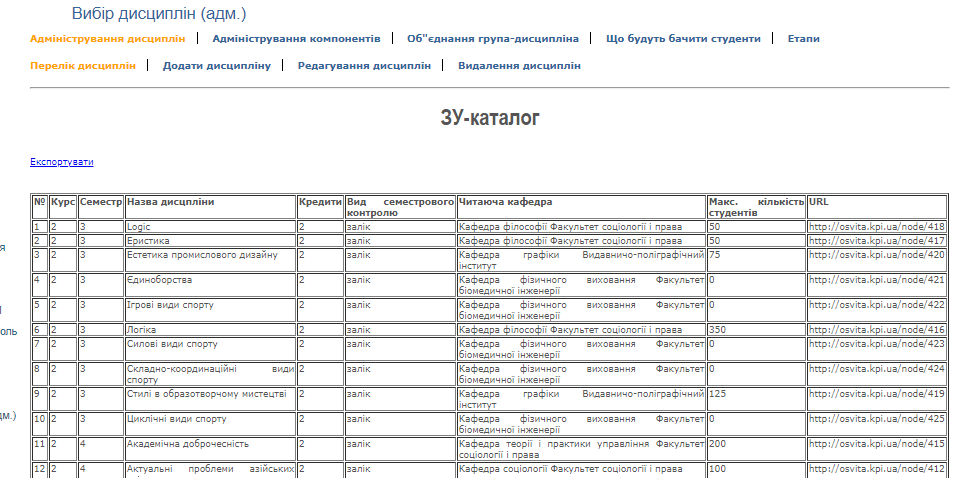 Вибір дисциплін (адм.)
Адміністрування дисциплін | Адміністрування компонентів | Об"єднання група-дисципліна | Що будуть бачити студенти | Етапи
Перелік дисциплін | Додати дисципліну | Редагування дисциплін | Видалення дисциплін
ЗУ-каталог
Експортувати
№ Курс Семестр Назва дисцпліни Кредити Вид семестрового Читаюча кафедра Макс. кількість URL
контролю студентів
1 2 3 Logic 2 залік Кафедра філософії Факультет соціології і права 50 http://osvita.kpi.ua/node/418
2 2 3 Еристика 2 залік Кафедра філософії Факультет соціології і права 50 http://osvita.kpi.ua/node/417
3 2 3 Естетика промислового дизайну 2 залік Кафедра графіки Видавничо-поліграфічний 75 http://osvita.kpi.ua/node/420
інститут
4 2 3 Єдиноборства 2 залік Кафедра фізичного виховання Факультет 0 http://osvita.kpi.ua/node/421
біомедичної інженерії
5 2 3 Ігрові види спорту 2 залік Кафедра фізичного виховання Факультет 0 http://osvita.kpi.ua/node/422
біомедичної інженерії
6 2 3 Логіка 2 залік Кафедра філософії Факультет соціології і права 350 http://osvita.kpi.ua/node/416
7 2 3 Силові види спорту 2 залік Кафедра фізичного виховання Факультет 0 http://osvita.kpi.ua/node/423
біомедичної інженерії
8 2 3 Складно-координаційні види 2 залік Кафедра фізичного виховання Факультет 0 http://osvita.kpi.ua/node/424
спорту біомедичної інженерії
9 2 3 Стилі в образотворчому мистецтві 2 залік Кафедра графіки Видавничо-поліграфічний 125 http://osvita.kpi.ua/node/419
інститут
10 2 3 Циклічні види спорту 2 залік Кафедра фізичного виховання Факультет 0 http://osvita.kpi.ua/node/425
біомедичної інженерії
11 2 4 Академічна доброчесність 2 залік Кафедра теорії і практики управління Факультет 200 http://osvita.kpi.ua/node/415
соціології і права
12 2 4 Актуальні проблеми азійських 2 залік Кафедра соціології Факультет соціології і права 100 http://osvita.kpi.ua/node/412